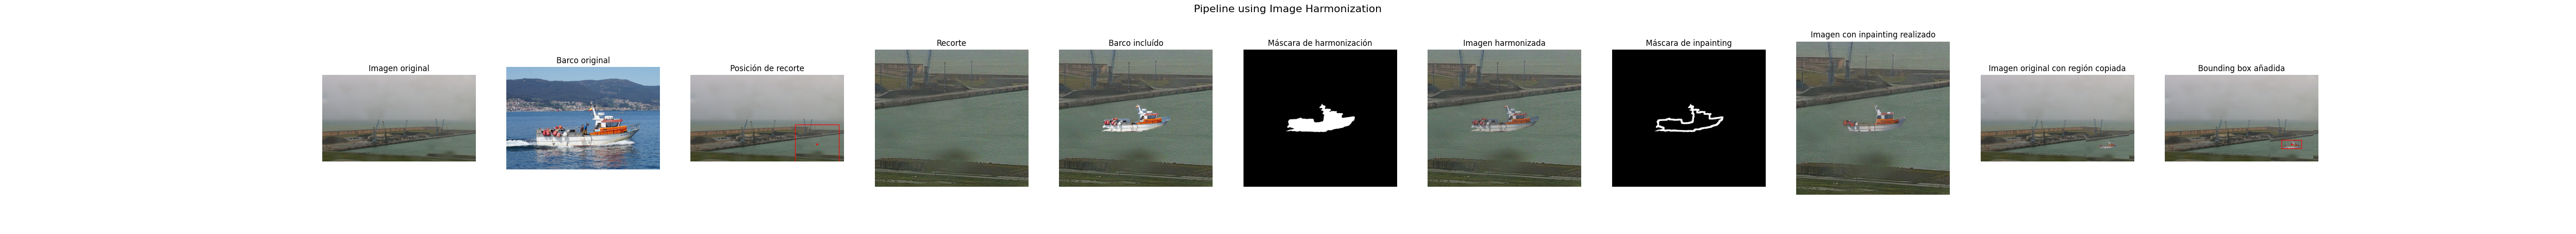 Pipeline using Image Harmonization
Imagen original
Barco original
Posición de recorte
Recorte
Barco incluído
Máscara de harmonización
Imagen harmonizada
Máscara de inpainting
Imagen con inpainting realizado
Imagen original con región copiada
Bounding box añadida